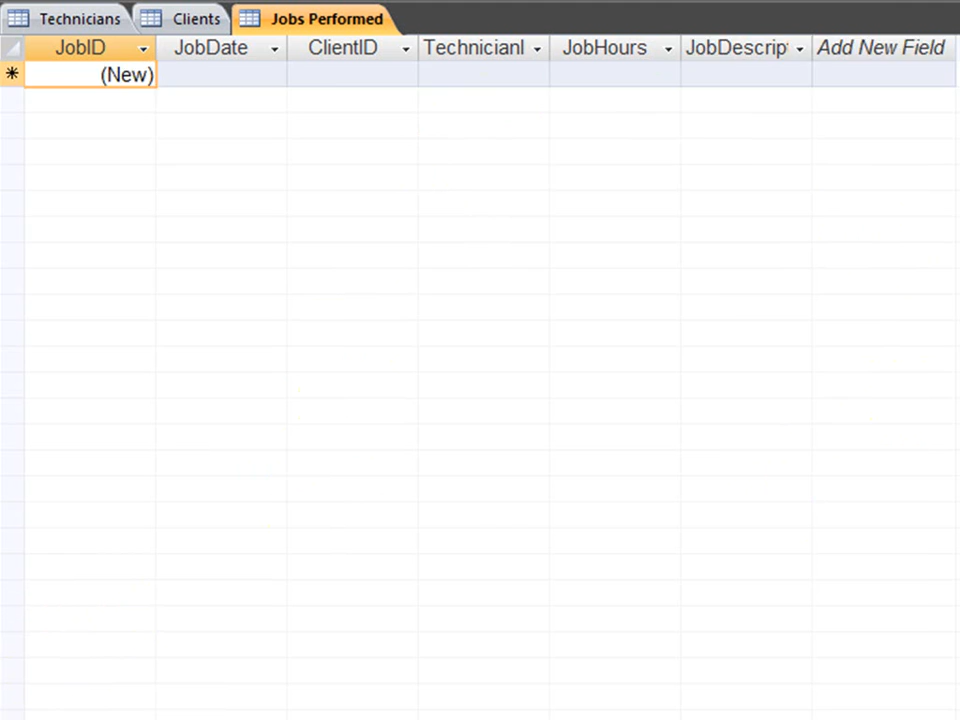 Technicians Clients Jobs Performed
JobID JobDate ClientID TechnicianI JobHours JobDescrip Add New Field
(New)